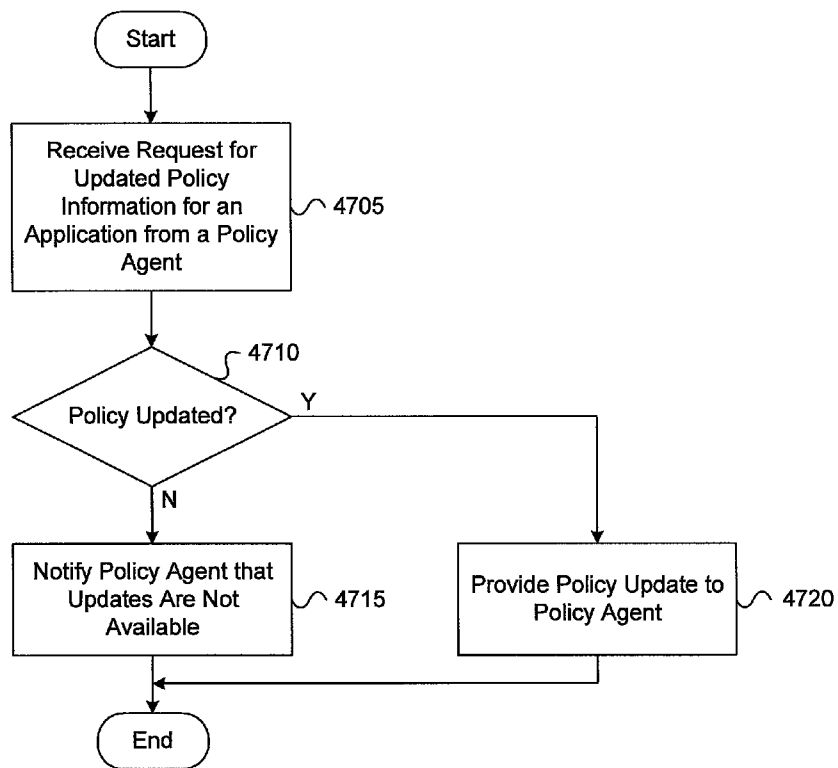 Start
Receive Request for
Updated Policy
Information for an
Application from a Policy
Agent
4705
4710
Policy Updated?
Y
N
Notify Policy Agent that
Updates Are Not
Available
4715
Provide Policy Update to
Policy Agent
4720
End